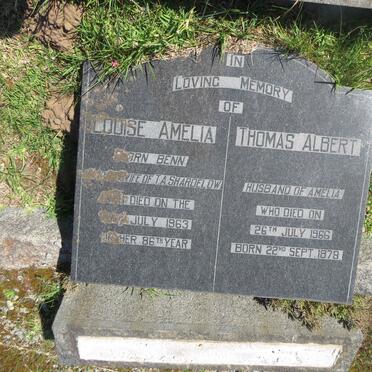 IN
LOVING MEMORY
OF
LOUISE AMELIA
BORN BENN
WIFE OF T.A. SHARDELOW
DIED ON THE
JULY 1963
HER 86TH YEAR
THOMAS ALBERT
HUSBAND OF AMELIA
WHO DIED ON
26TH JULY 1966
BORN 22ND SEPT. 1878